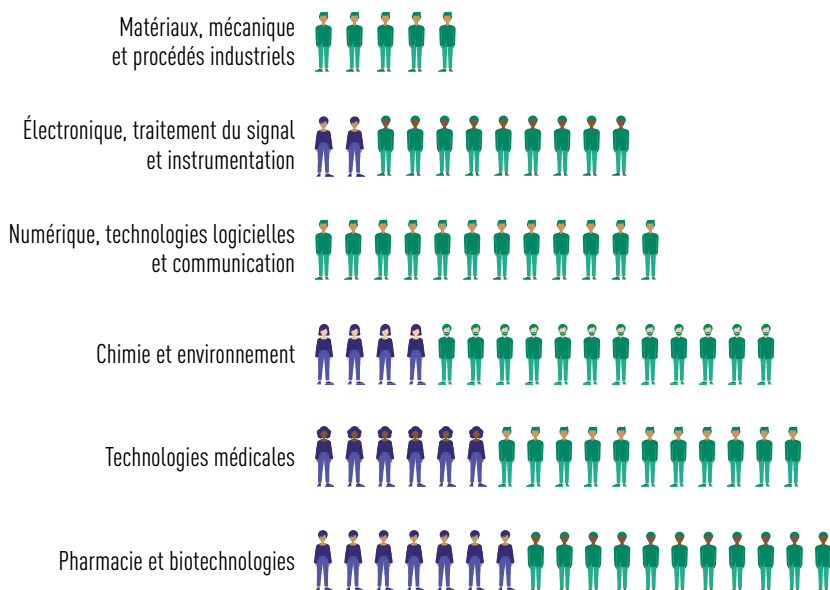 Matériaux, mécanique
et procédés industriels
Électronique, traitement du signal
et instrumentation
Numérique, technologies logicielles
et communication
Chimie et environnement
Technologies médicales
Pharmacie et biotechnologies